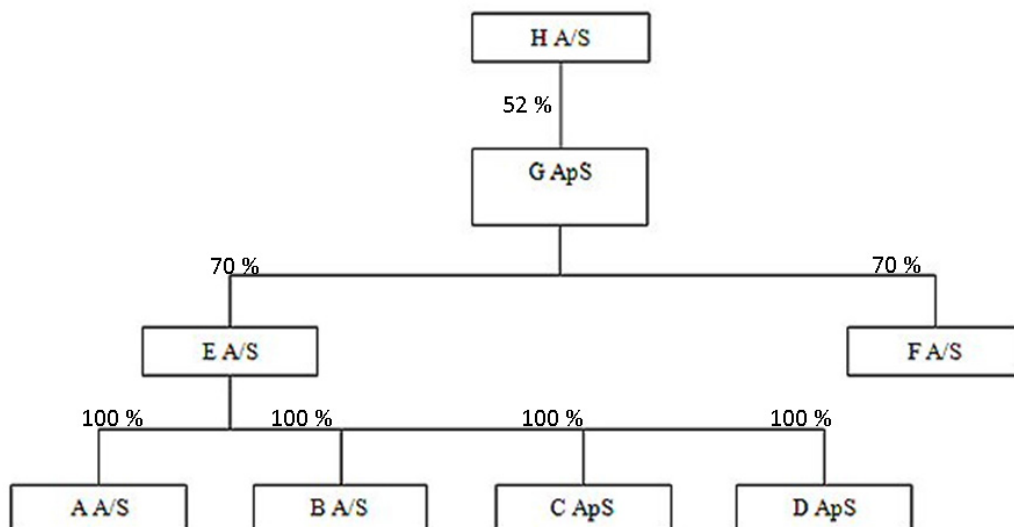 H A/S
52 %
G ApS
70 %
70 %
E A/S
F A/S
100 %
100 %
100 %
100 %
A A/S
B A/S
C ApS
D ApS